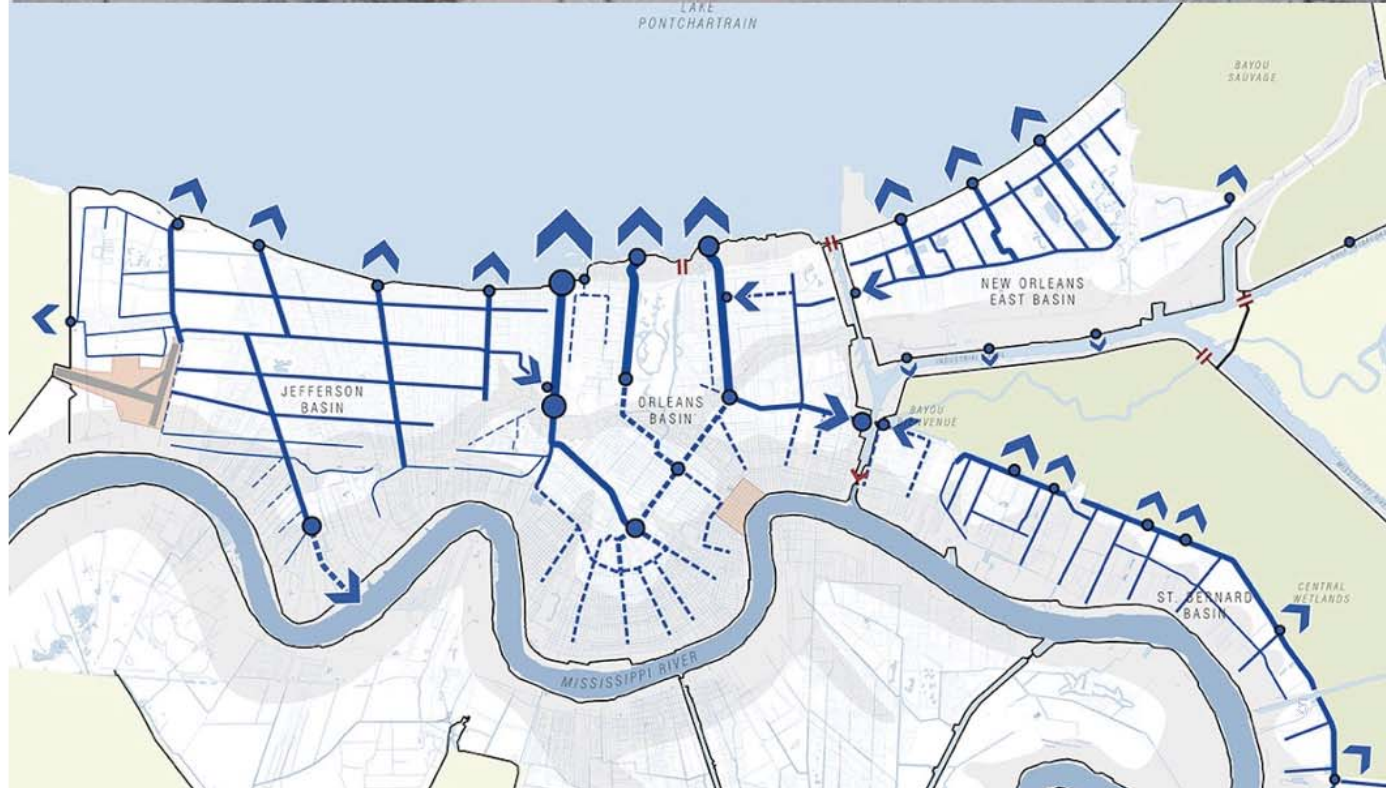 LAKE
PONTCHARTRAIN
BAYOU
SAUVAGE
NEW ORLEANS
EAST BASIN
JEFFERSON
BASIN
ORLEANS
BASIN
INDUSTRIAL
BAYOU
CENTRAL
WETLANDS
ST. BERNARD
BASIN
MISSISSIPPI RIVER